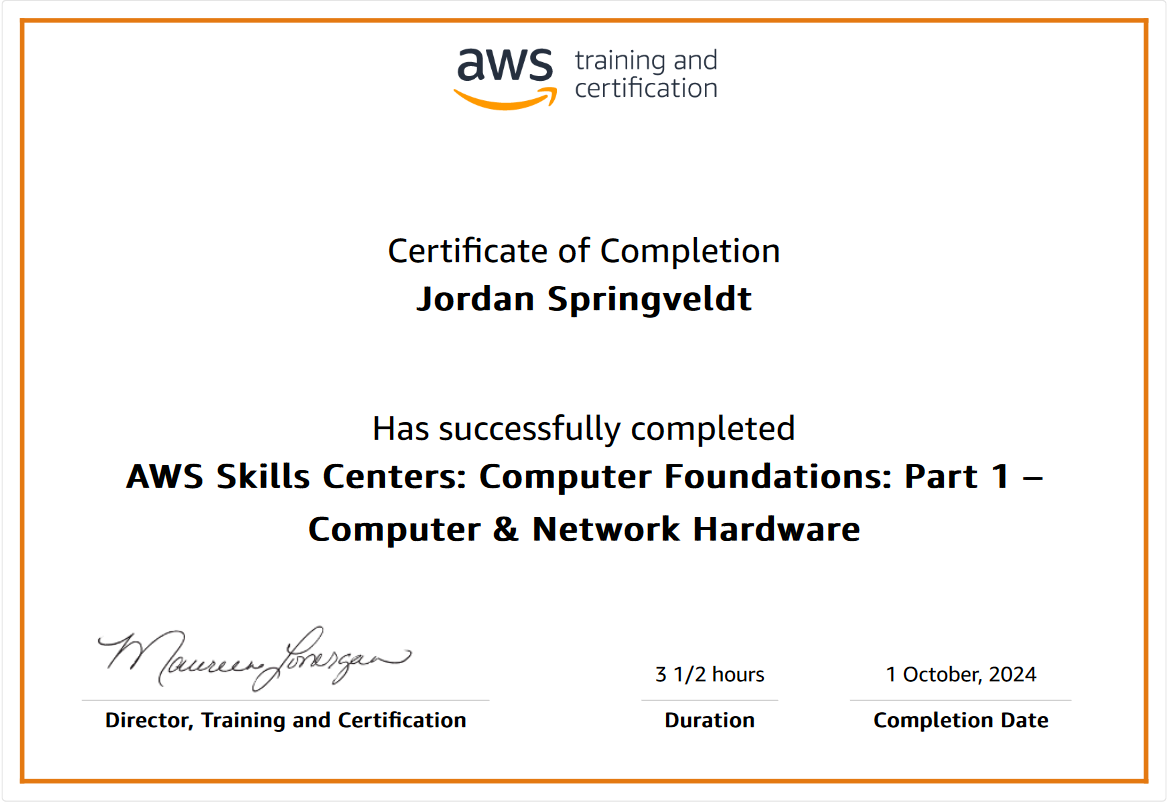 aws training and
certification
Certificate of Completion
Jordan Springveldt
Has successfully completed
AWS Skills Centers: Computer Foundations: Part 1 –
Computer & Network Hardware
Maureen Lonergan
3 1/2 hours
1 October, 2024
Director, Training and Certification
Duration
Completion Date